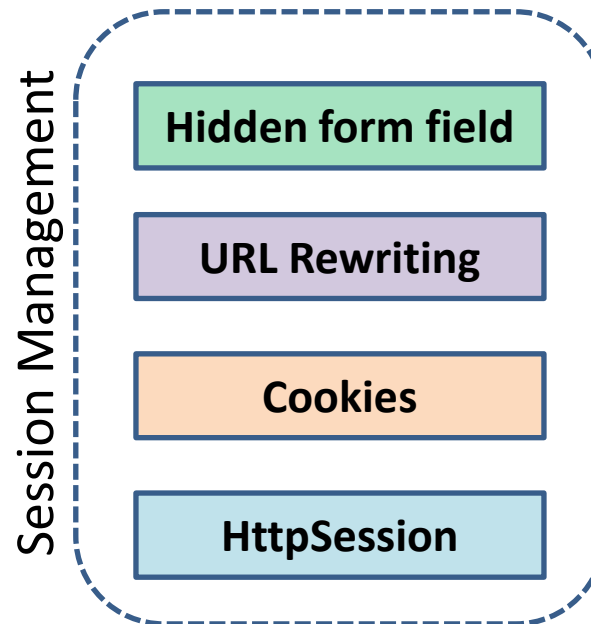 Session Management
Hidden form field
URL Rewriting
Cookies
HttpSession